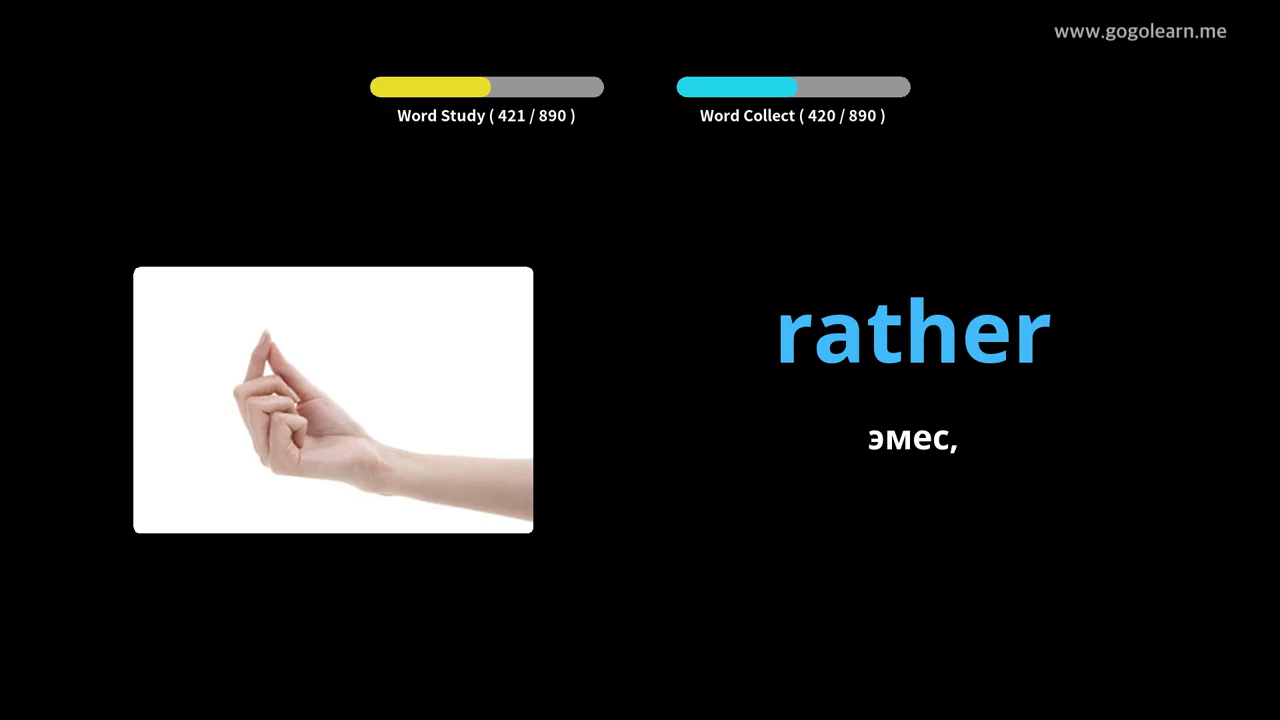 www.gogolearn.me
Word Study ( 421 / 890 )
Word Collect ( 420 / 890 )
rather
эмес,